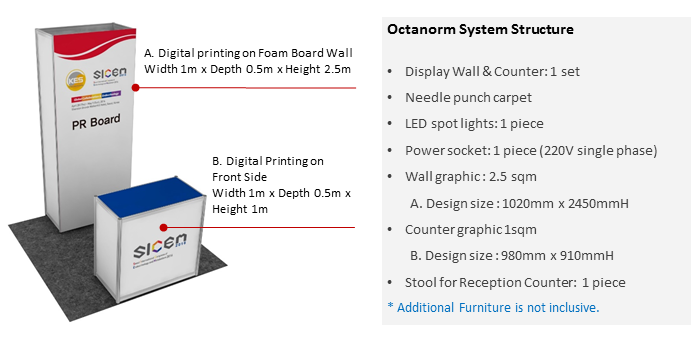 A. Digital printing on Foam Board Wall
Width 1m x Depth 0.5m x Height 2.5m
KES
SICEM
PR Board
B. Digital Printing on
Front Side
Width 1m x Depth 0.5m x
Height 1m
SICEM
Octanorm System Structure
• Display Wall & Counter: 1 set
• Needle punch carpet
• LED spot lights: 1 piece
• Power socket: 1 piece (220V single phase)
• Wall graphic : 2.5 sqm
A. Design size : 1020mm x 2450mmH
• Counter graphic 1sqm
B. Design size : 980mm x 910mmH
• Stool for Reception Counter: 1 piece
* Additional Furniture is not inclusive.